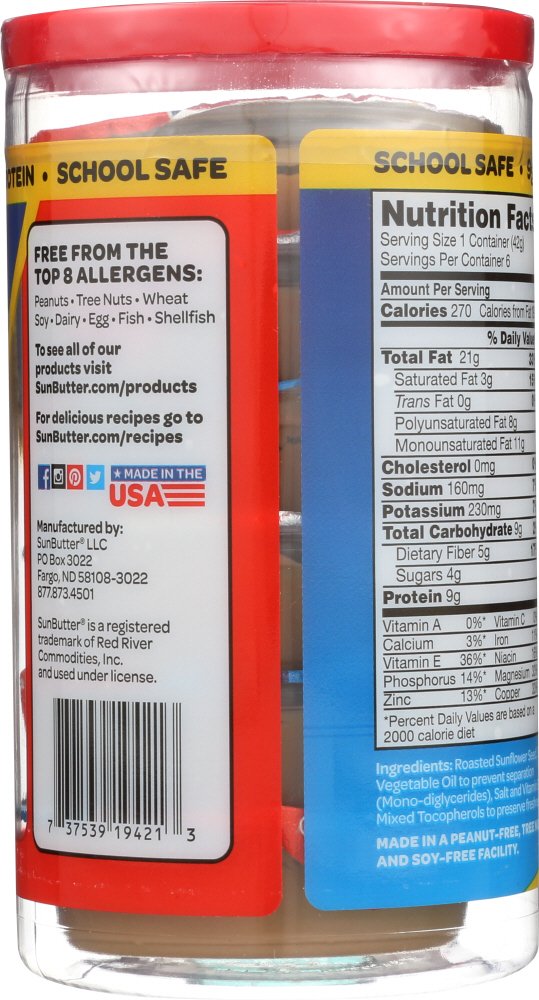 • SCHOOL SAFE
FREE FROM THE
TOP 8 ALLERGENS:
Peanuts • Tree Nuts • Wheat
Soy • Dairy • Egg • Fish • Shellfish
To see all of our
products visit
SunButter.com/products
For delicious recipes go to
SunButter.com/recipes
★ MADE IN THE
USA
Manufactured by:
SunButter® LLC
PO Box 3022
Fargo, ND 58108-3022
877.873.4501
SunButter® is a registered
trademark of Red River
Commodities, Inc.
and used under license.
7 37539 19421 3
SCHOOL SAFE •
Nutrition
Serving Size 1 Container (42g)
Servings Per Container 6
Amount Per Serving
Calories 270 Calories from
% Daily
Total Fat 21g
Saturated Fat 3g
Trans Fat 0g
Polyunsaturated Fat 8g
Monounsaturated Fat 11g
Cholesterol 0mg
Sodium 160mg
Potassium 230mg
Total Carbohydrate 9g
Dietary Fiber 5g
Sugars 4g
Protein 9g
Vitamin A 0%* Vitamin C
Calcium 3%* Iron
Vitamin E 36%* Niacin
Phosphorus 14%* Magnesium
Zinc 13%* Copper
*Percent Daily Values are based on a
2000 calorie diet
Ingredients: Roasted Sunflower
Vegetable Oil to prevent separation
(Mono-diglycerides), Salt and
Mixed Tocopherols to preserve
MADE IN A PEANUT-FREE,
AND SOY-FREE FACILITY.